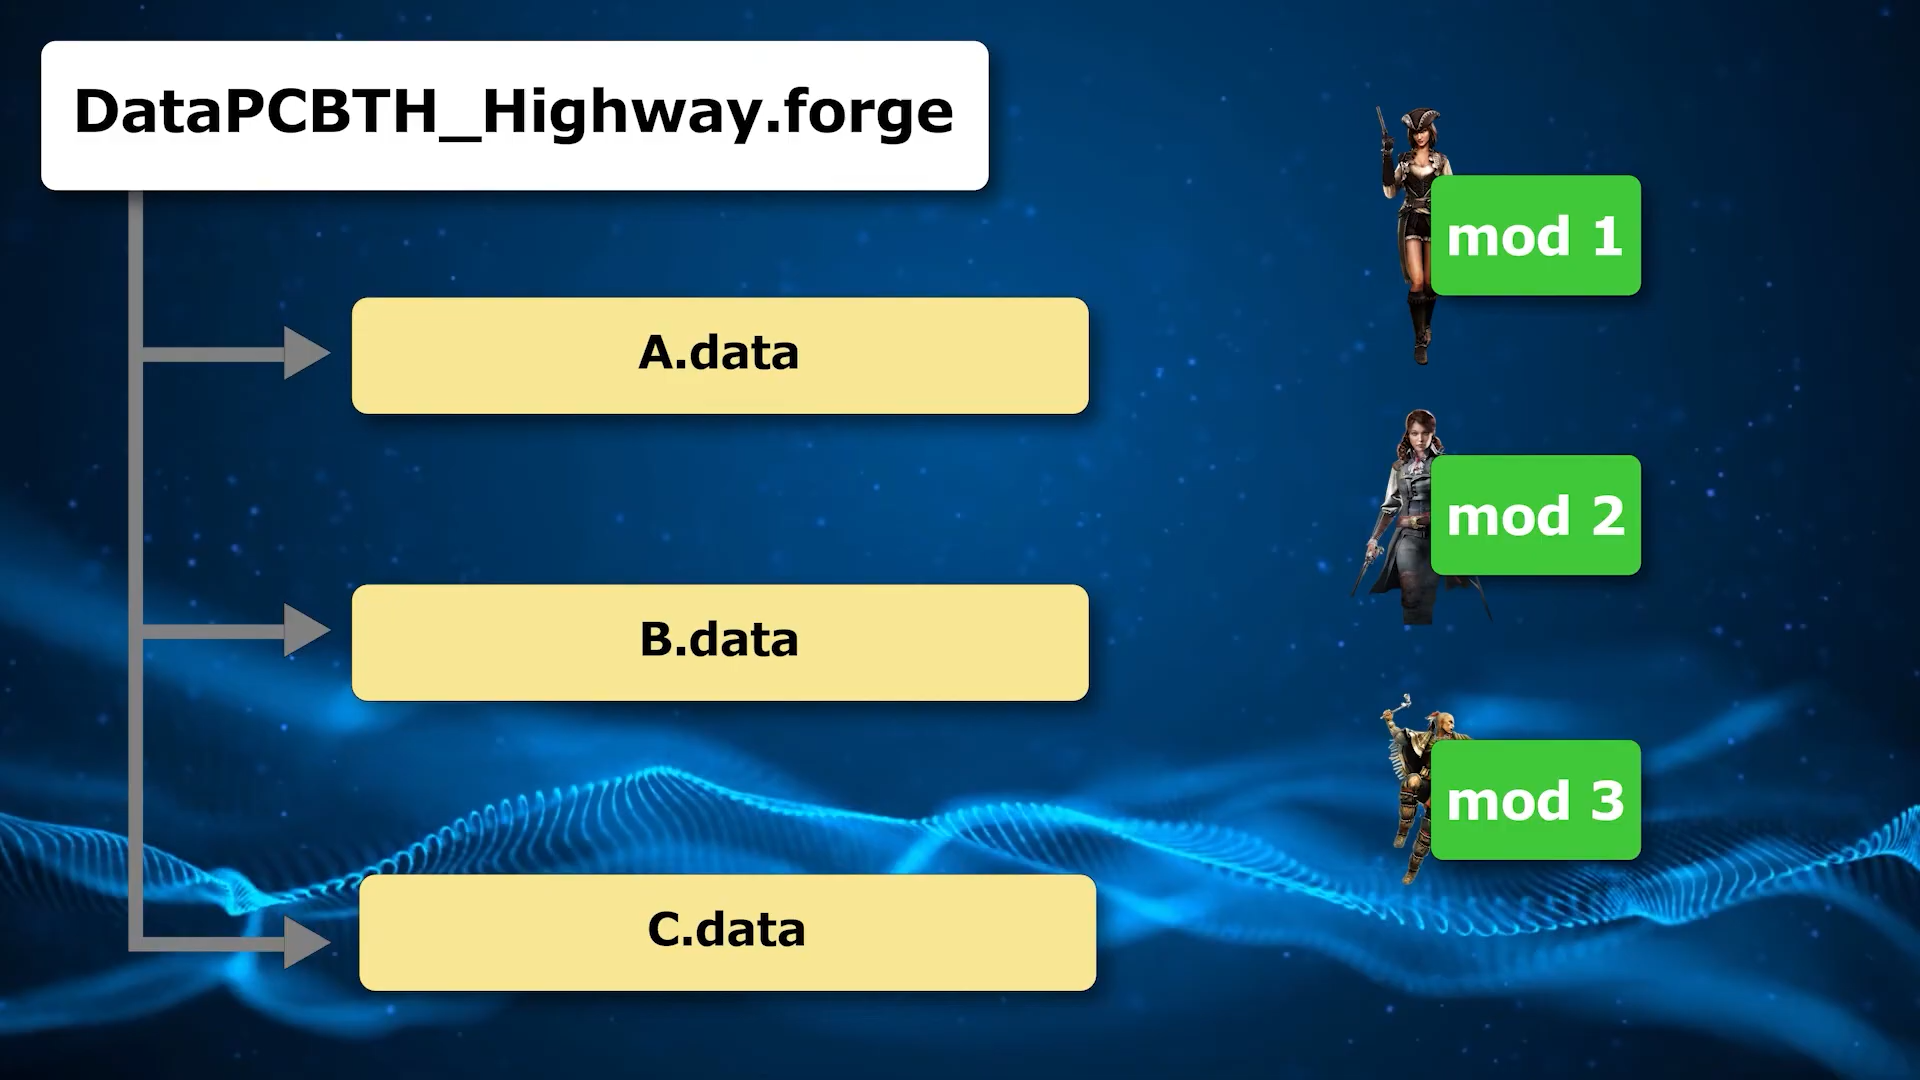 DataPCBTH_Highway.forge
mod 1
A.data
mod 2
B.data
mod 3
C.data